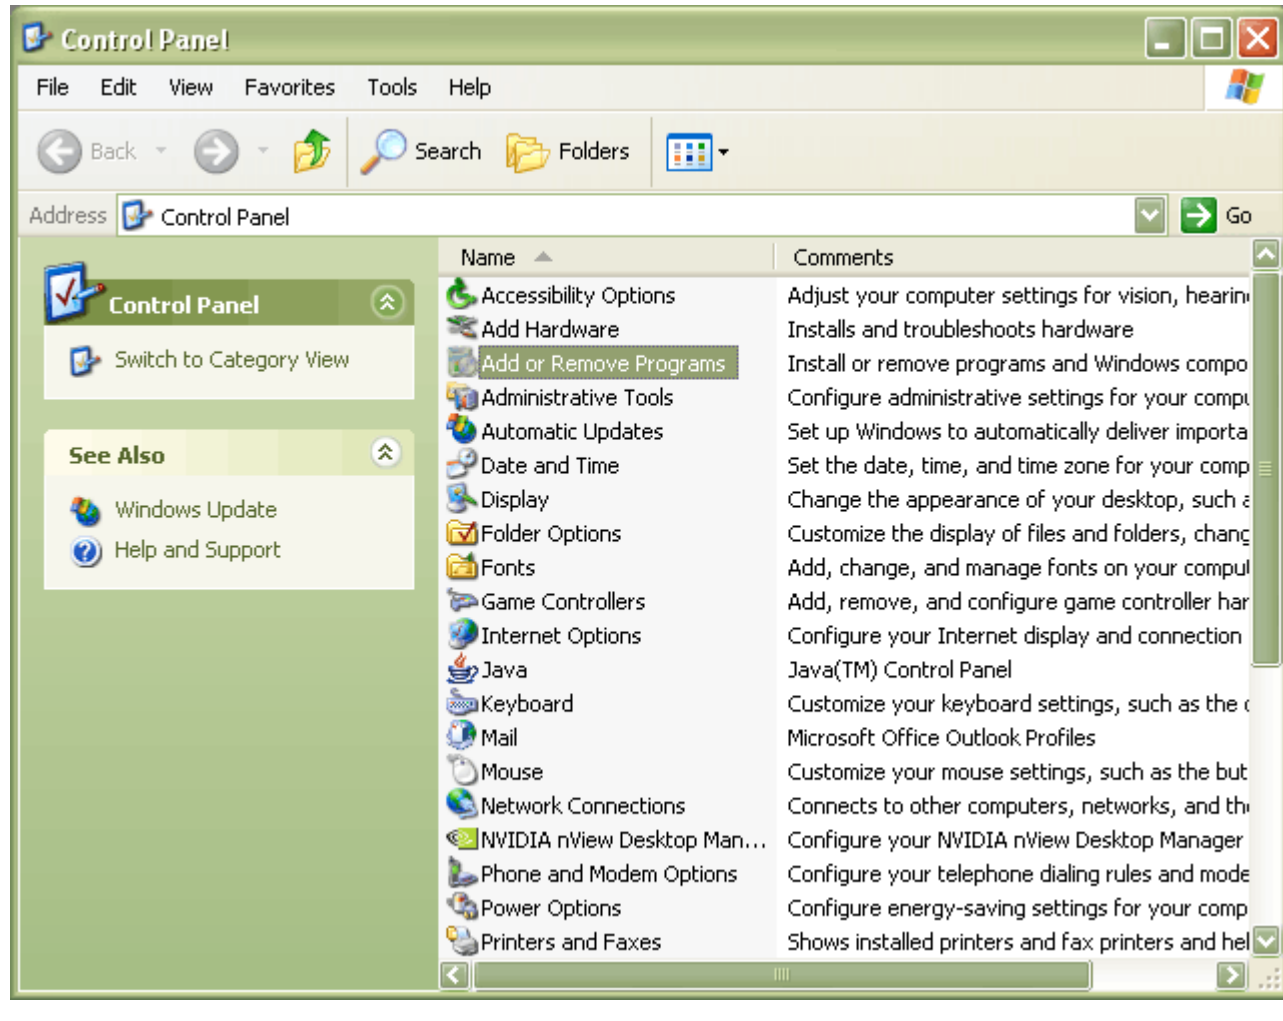 Control Panel
File Edit View Favorites Tools Help
Back Search Folders
Address Control Panel Go
Control Panel
Switch to Category View
See Also
Windows Update
Help and Support
Name Comments
Accessibility Options Adjust your computer settings for vision, hearin
Add Hardware Installs and troubleshoots hardware
Add or Remove Programs Install or remove programs and Windows compo
Administrative Tools Configure administrative settings for your compu
Automatic Updates Set up Windows to automatically deliver importa
Date and Time Set the date, time, and time zone for your comp
Display Change the appearance of your desktop, such a
Folder Options Customize the display of files and folders, chang
Fonts Add, change, and manage fonts on your comput
Game Controllers Add, remove, and configure game controller har
Internet Options Configure your Internet display and connection
Java Java(TM) Control Panel
Keyboard Customize your keyboard settings, such as the c
Mail Microsoft Office Outlook Profiles
Mouse Customize your mouse settings, such as the but
Network Connections Connects to other computers, networks, and the
NVIDIA nView Desktop Man... Configure your NVIDIA nView Desktop Manager
Phone and Modem Options Configure your telephone dialing rules and mode
Power Options Configure energy-saving settings for your comp
Printers and Faxes Shows installed printers and fax printers and hel